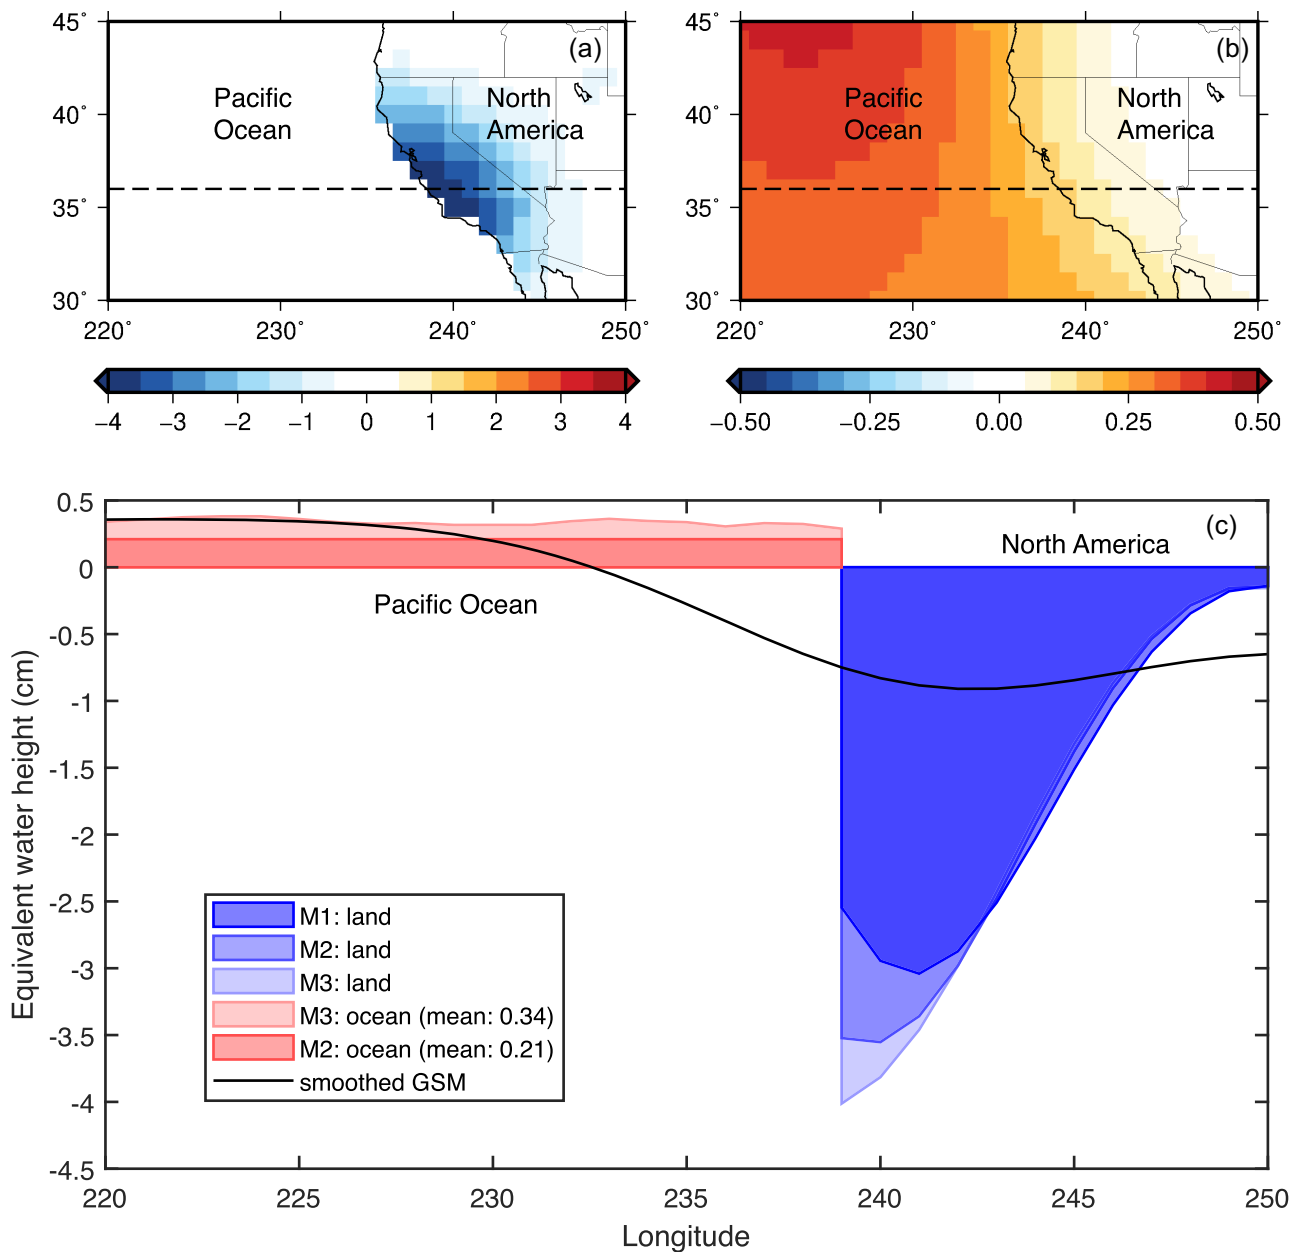 45°
40°
35°
30°
220°
230°
240°
250°
Pacific
Ocean
North
America
(a)
−4
−3
−2
−1
0
1
2
3
4
45°
40°
35°
30°
220°
230°
240°
250°
Pacific
Ocean
North
America
(b)
−0.50
−0.25
0.00
0.25
0.50
(c)
North America
Pacific Ocean
Equivalent water height (cm)
0.5
0
-0.5
-1
-1.5
-2
-2.5
-3
-3.5
-4
-4.5
M1: land
M2: land
M3: land
M3: ocean (mean: 0.34)
M2: ocean (mean: 0.21)
smoothed GSM
220
225
230
235
240
245
250
Longitude